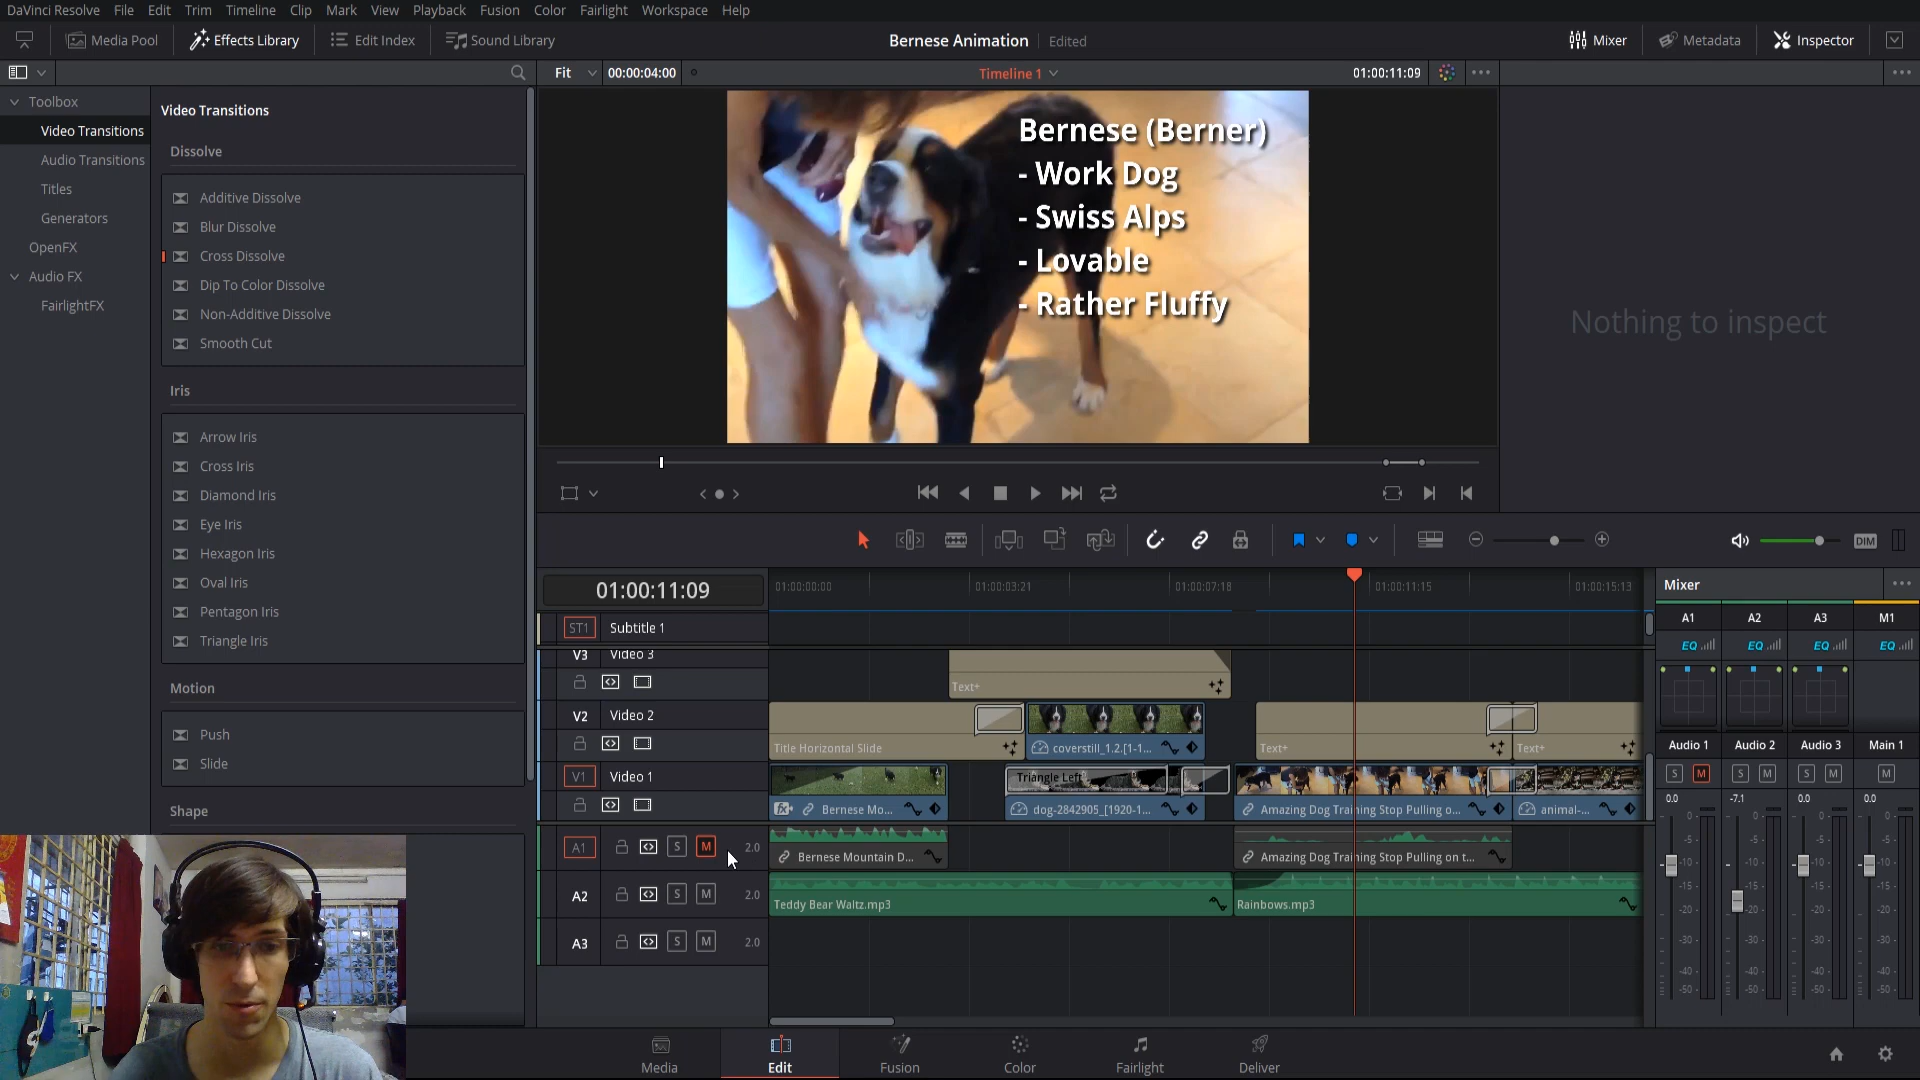 DaVinci Resolve File Edit Trim Timeline Clip Mark View Playback Fusion Color Fairlight Workspace Help
Media Pool Effects Library Edit Index Sound Library Bernese Animation Edited Mixer Metadata Inspector
Fit 00:00:04:00 Timeline 1 01:00:11:09
Toolbox
Video Transitions
Audio Transitions
Titles
Generators
OpenFX
Audio FX
FairlightFX
Video Transitions
Dissolve
Additive Dissolve
Blur Dissolve
Cross Dissolve
Dip To Color Dissolve
Non-Additive Dissolve
Smooth Cut
Iris
Arrow Iris
Cross Iris
Diamond Iris
Eye Iris
Hexagon Iris
Oval Iris
Pentagon Iris
Triangle Iris
Motion
Push
Slide
Shape
Bernese (Berner)
- Work Dog
- Swiss Alps
- Lovable
- Rather Fluffy
Nothing to inspect
DIM
01:00:11:09
01:00:00:00 01:00:03:21 01:00:07:18 01:00:11:15 01:00:15:13
ST1 Subtitle 1
V3 Video 3
Text+
V2 Video 2
Title Horizontal Slide coverstill_1.2.[1-1... Text+ Text+
V1 Video 1
Triangle Left
fx Bernese Mo... dog-2842905_[1920-1... Amazing Dog Training Stop Pulling o... animal-...
A1 S M 2.0
Bernese Mountain D... Amazing Dog Training Stop Pulling on t...
A2 S M 2.0
Teddy Bear Waltz.mp3 Rainbows.mp3
A3 S M 2.0
Mixer
A1 A2 A3 M1
EQ EQ EQ EQ
Audio 1 Audio 2 Audio 3 Main 1
S M S M S M M
0.0 -7.1 0.0 0.0
0- 0- 0- 0-
-5- -5- -5- -5-
-10- -10- -10- -10-
-15- -15- -15- -15-
-20- -20- -20- -20-
-30- -30- -30- -30-
-40- -40- -40- -40-
-50- -50- -50- -50-
Media Edit Fusion Color Fairlight Deliver